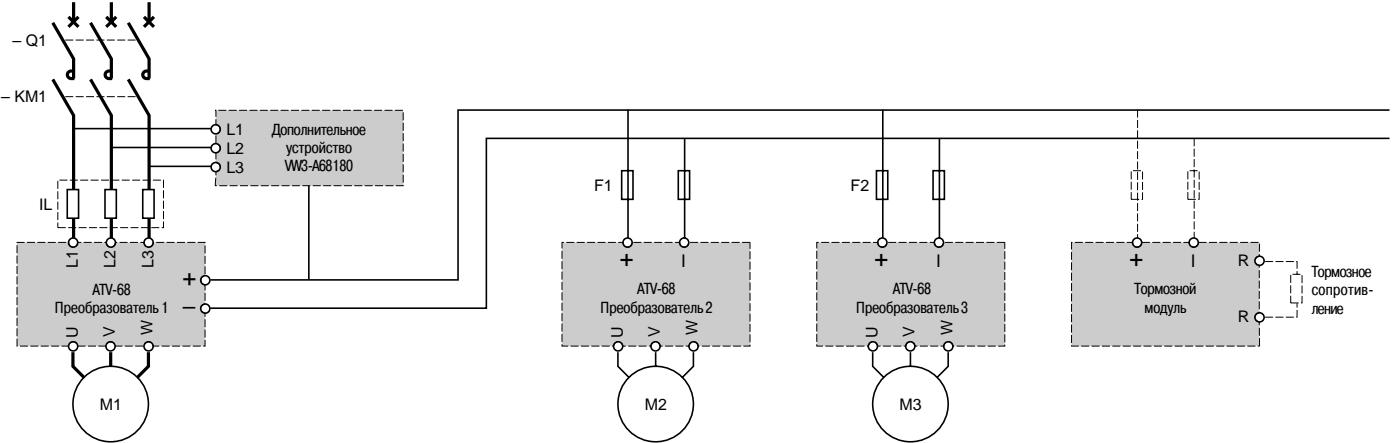 – Q1
– KM1
L1
L2
L3
Дополнительное
устройство
VW3-A68180
IL
L1
L2
L3
ATV-68
Преобразователь 1
+
–
U
V
W
M1
F1
+
–
ATV-68
Преобразователь 2
U
V
W
M2
F2
+
–
ATV-68
Преобразователь 3
U
V
W
M3
+
–
Тормозной
модуль
R
R
Тормозное
сопротив-
ление